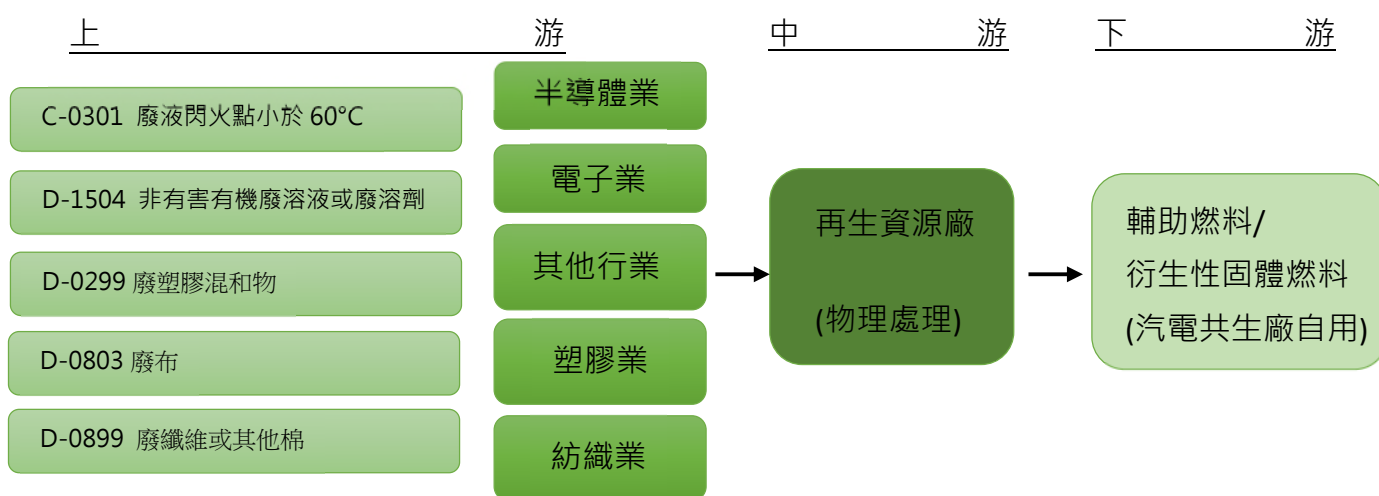 上游
中游
下游
C-0301 廢液閃火點小於 60°C
D-1504 非有害有機廢溶液或廢溶劑
D-0299 廢塑膠混和物
D-0803 廢布
D-0899 廢纖維或其他棉
半導體業
電子業
其他行業
塑膠業
紡織業
再生資源廠
(物理處理)
輔助燃料/
衍生性固體燃料
(汽電共生廠自用)